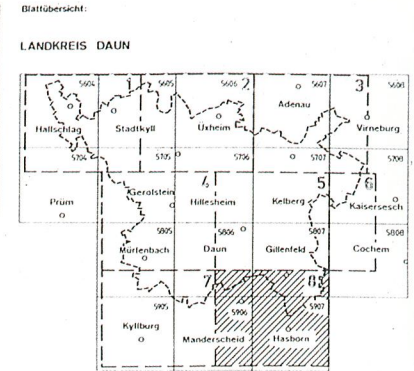 Blattübersicht:
LANDKREIS DAUN
5604 1 5605 5606 2 5607 3 5608
Adenau
Hallschlag Stadtkyll Üxheim Virneburg
5704 5705 5706 5707 5708
4 5 6
Gerolstein
Prüm Hillesheim Kelberg Kaisersesch
5805 5806 5807 5808
Mürlenbach Daun Gillenfeld Cochem
7 8
5905 5906 5907
Kyllburg Manderscheid Hasborn